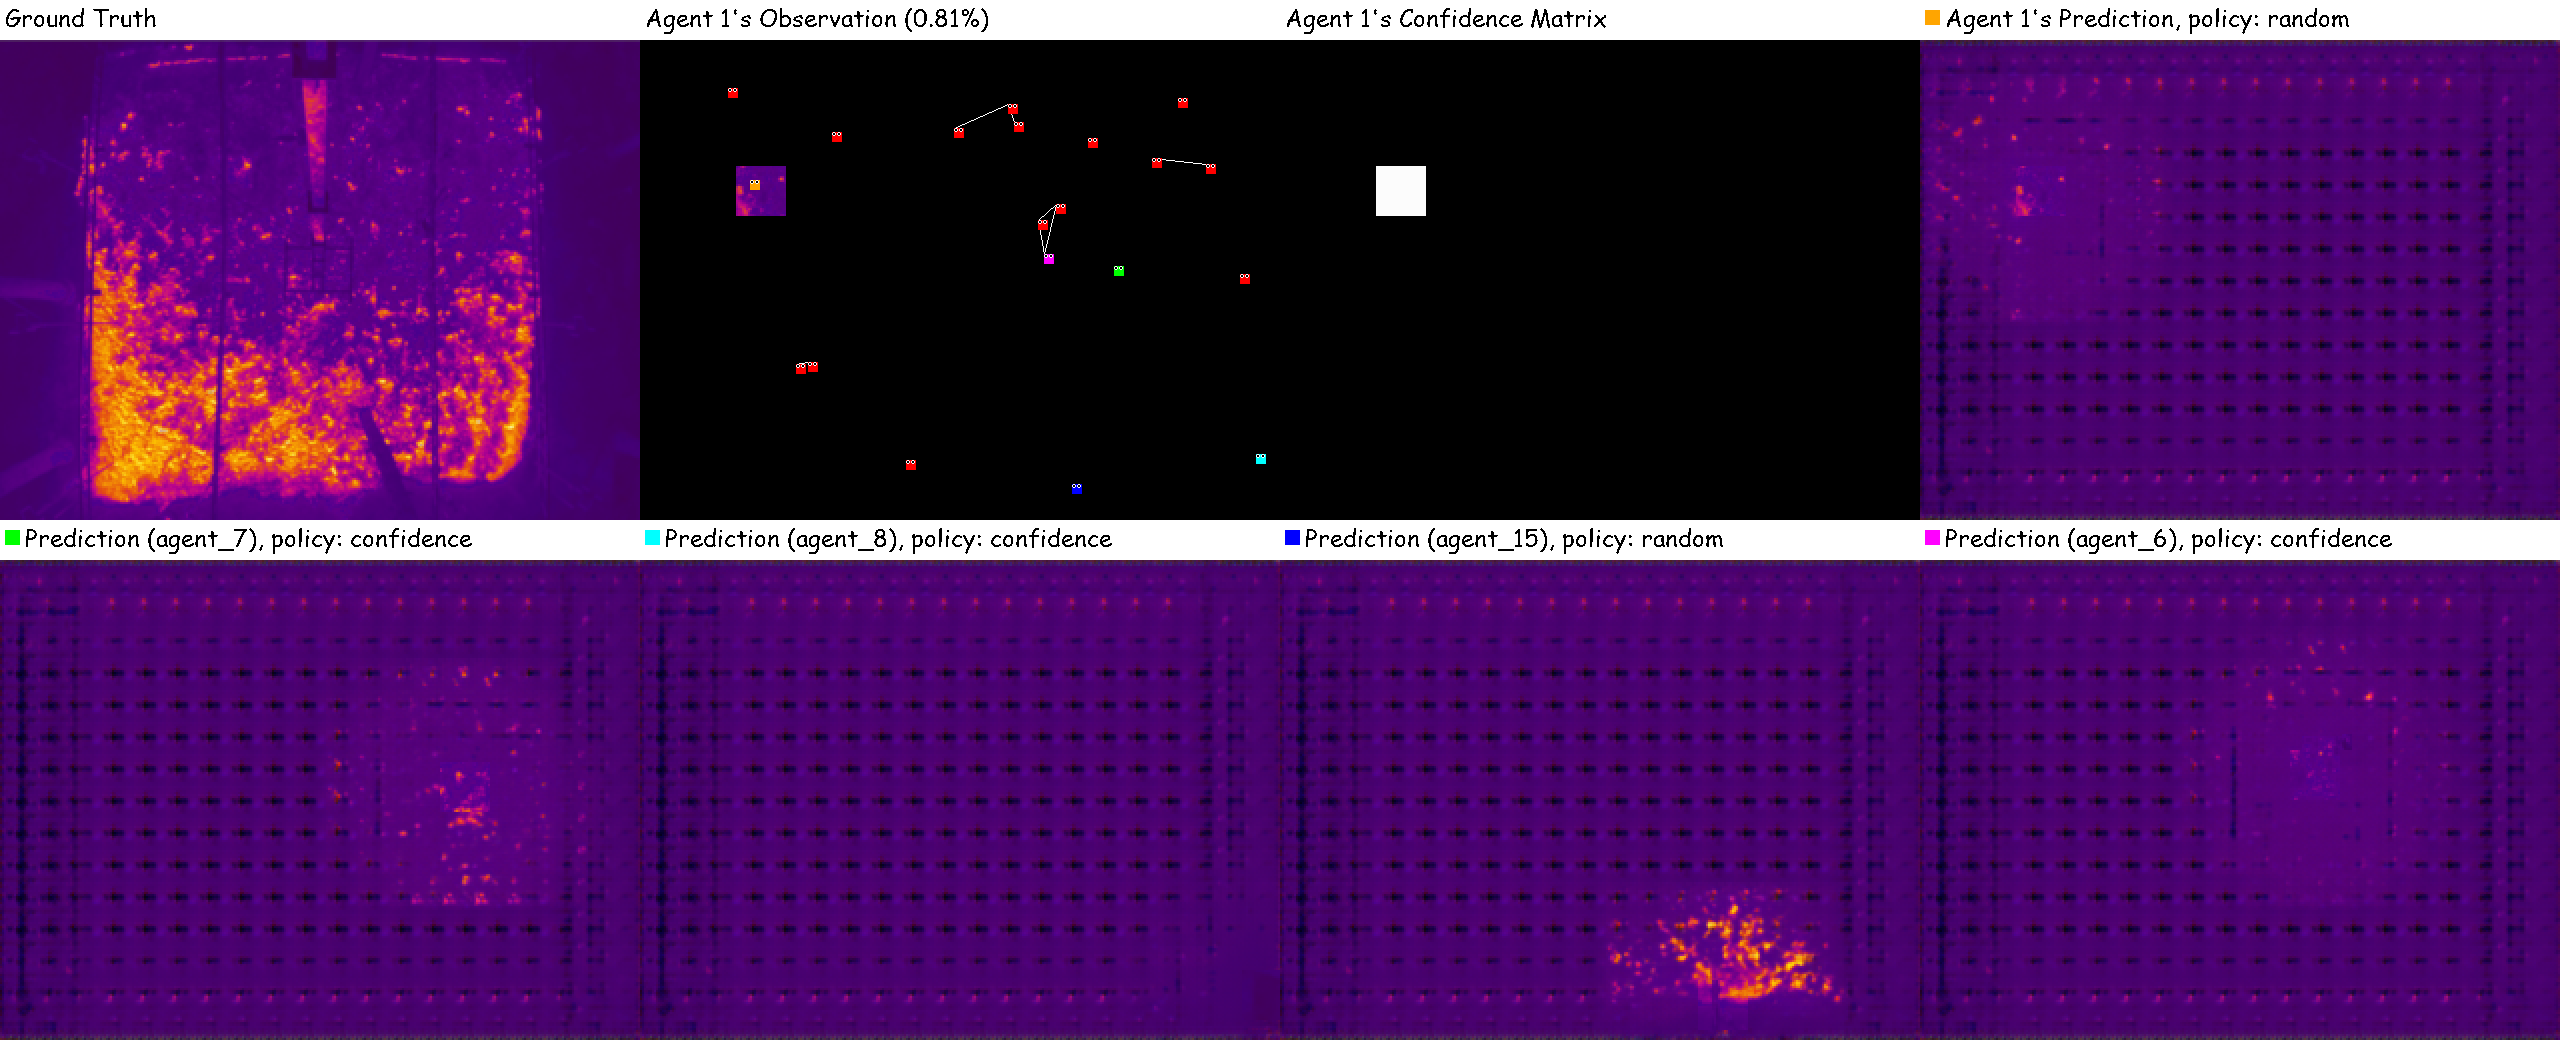 Ground Truth
Agent 1's Observation (0.81%)
Agent 1's Confidence Matrix
Agent 1's Prediction, policy: random
Prediction (agent_7), policy: confidence
Prediction (agent_8), policy: confidence
Prediction (agent_15), policy: random
Prediction (agent_6), policy: confidence